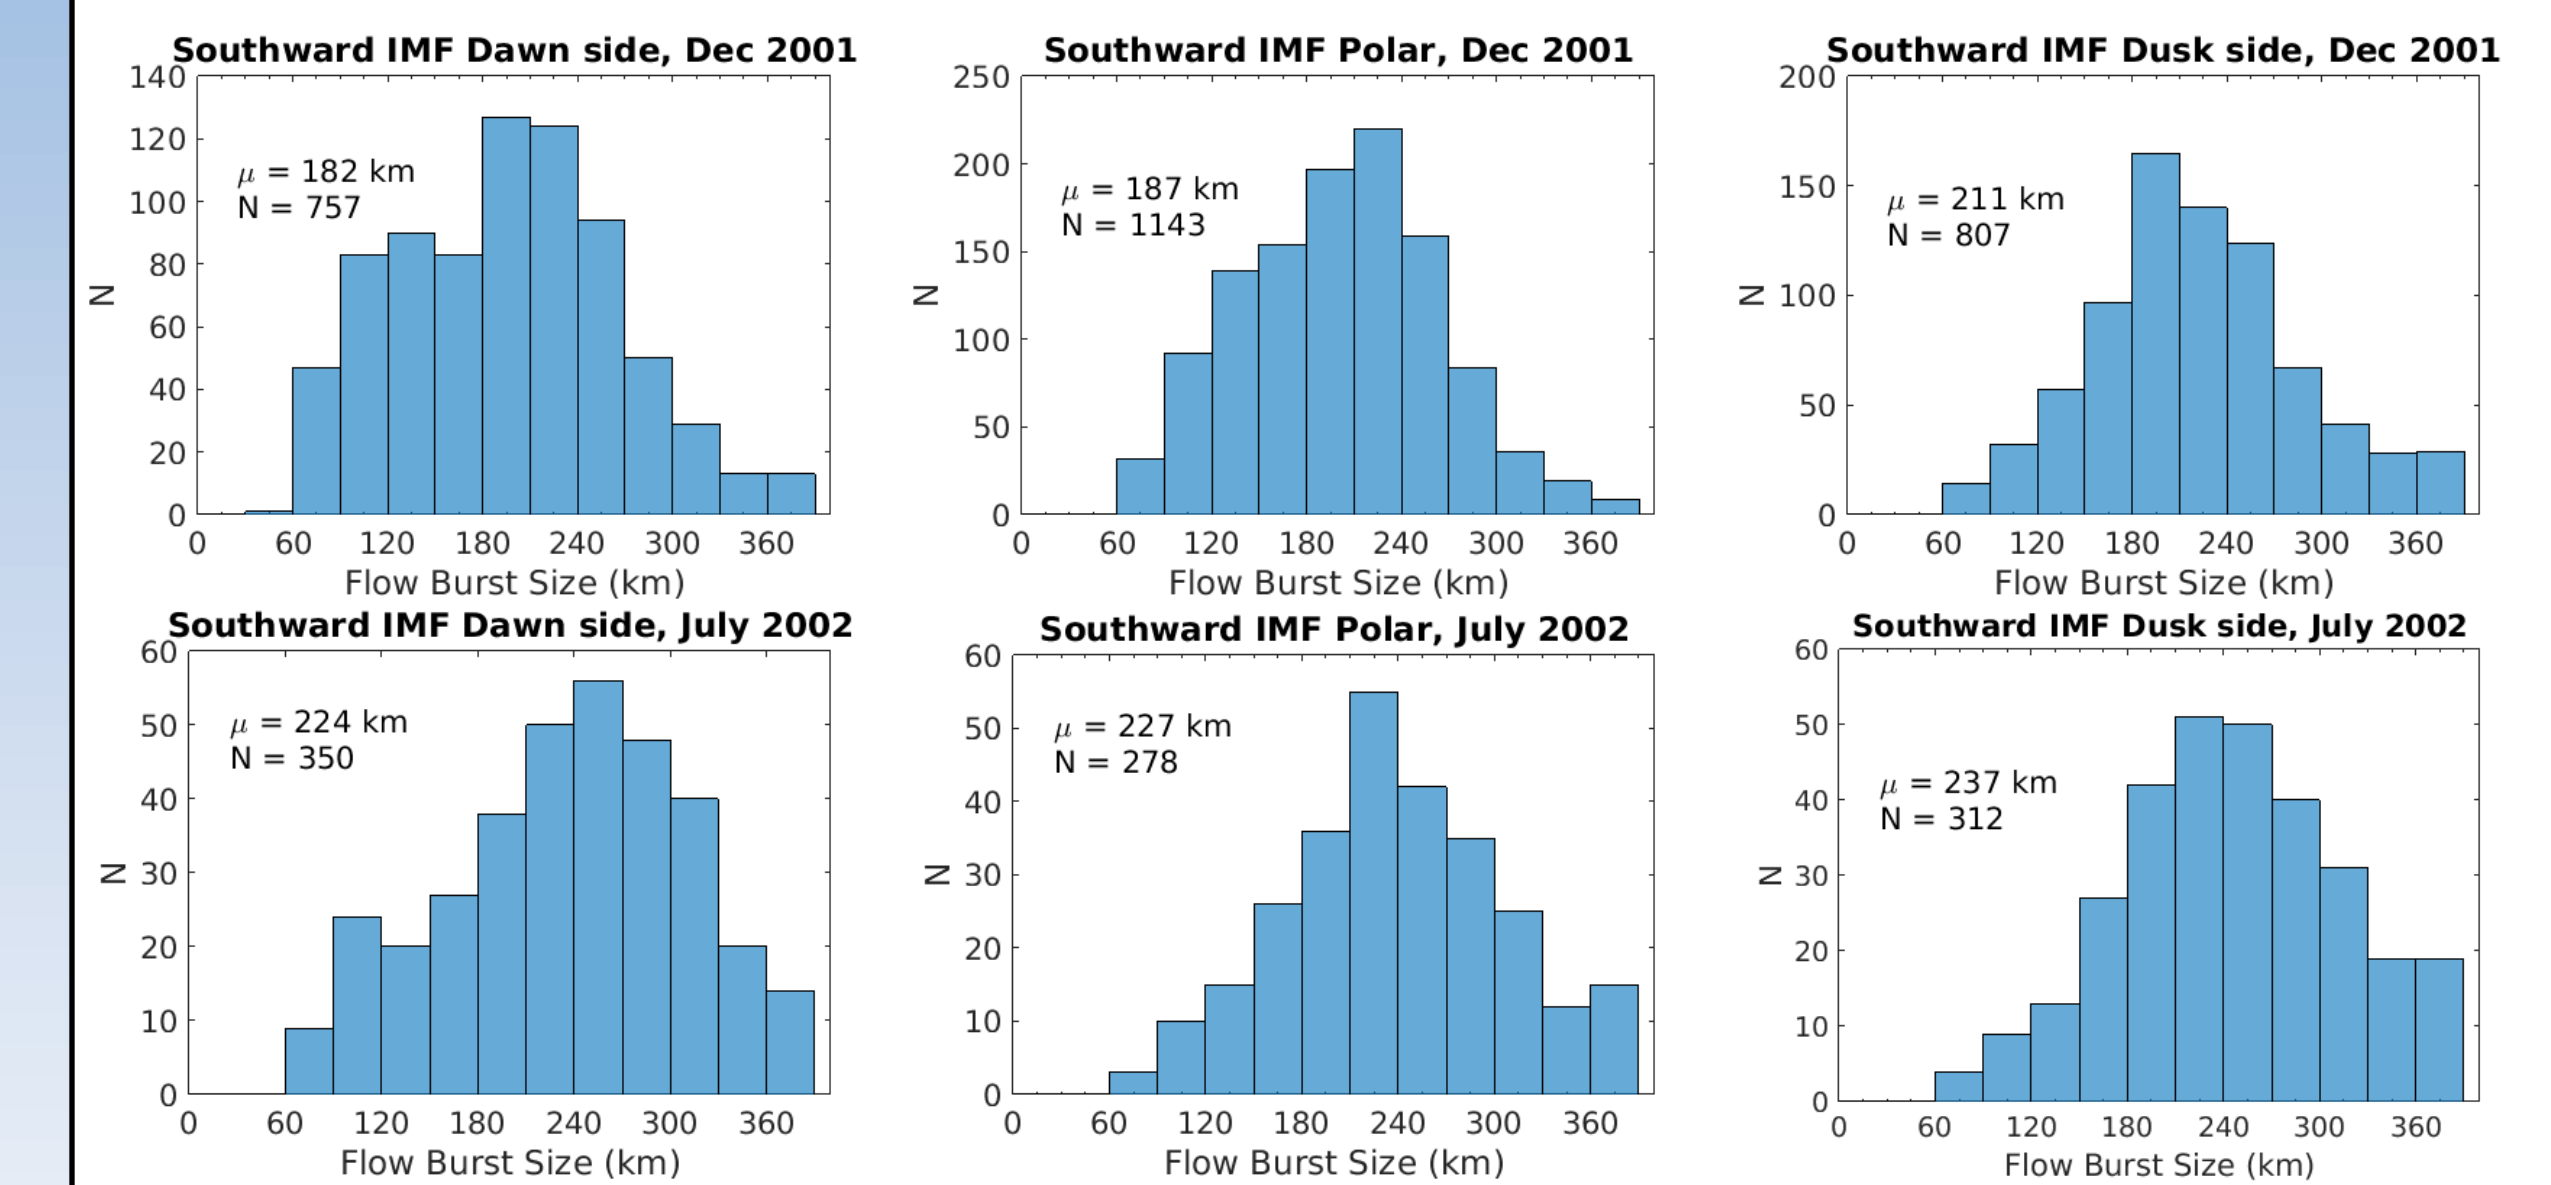 Southward IMF Dawn side, Dec 2001
140
120
100
80
60
40
20
0
N
μ = 182 km
N = 757
0 60 120 180 240 300 360
Flow Burst Size (km)
Southward IMF Polar, Dec 2001
250
200
150
100
50
0
N
μ = 187 km
N = 1143
0 60 120 180 240 300 360
Flow Burst Size (km)
Southward IMF Dusk side, Dec 2001
200
150
100
50
0
N
μ = 211 km
N = 807
0 60 120 180 240 300 360
Flow Burst Size (km)
Southward IMF Dawn side, July 2002
60
50
40
30
20
10
0
N
μ = 224 km
N = 350
0 60 120 180 240 300 360
Flow Burst Size (km)
Southward IMF Polar, July 2002
60
50
40
30
20
10
0
N
μ = 227 km
N = 278
0 60 120 180 240 300 360
Flow Burst Size (km)
Southward IMF Dusk side, July 2002
60
50
40
30
20
10
0
N
μ = 237 km
N = 312
0 60 120 180 240 300 360
Flow Burst Size (km)